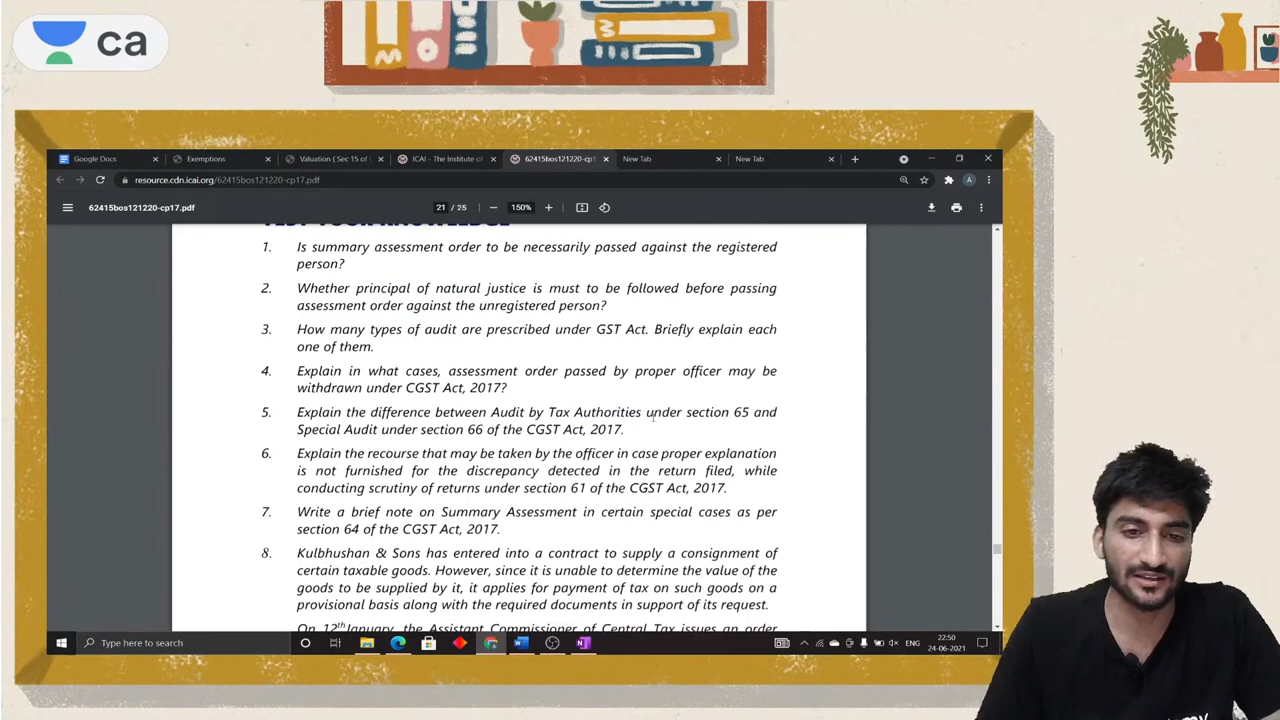 ca
Google Docs
Exemptions
Valuation ( Sec 15 of
ICAI - The Institute of
62415bos121220-cp1
New Tab
New Tab
resource.cdn.icai.org/62415bos121220-cp17.pdf
A
62415bos121220-cp17.pdf
21 / 25
150%
1. Is summary assessment order to be necessarily passed against the registered
person?
2. Whether principal of natural justice is must to be followed before passing
assessment order against the unregistered person?
3. How many types of audit are prescribed under GST Act. Briefly explain each
one of them.
4. Explain in what cases, assessment order passed by proper officer may be
withdrawn under CGST Act, 2017?
5. Explain the difference between Audit by Tax Authorities under section 65 and
Special Audit under section 66 of the CGST Act, 2017.
6. Explain the recourse that may be taken by the officer in case proper explanation
is not furnished for the discrepancy detected in the return filed, while
conducting scrutiny of returns under section 61 of the CGST Act, 2017.
7. Write a brief note on Summary Assessment in certain special cases as per
section 64 of the CGST Act, 2017.
8. Kulbhushan & Sons has entered into a contract to supply a consignment of
certain taxable goods. However, since it is unable to determine the value of the
goods to be supplied by it, it applies for payment of tax on such goods on a
provisional basis along with the required documents in support of its request.
On 12th January, the Assistant Commissioner of Central Tax issues an order
Type here to search
ENG
22:50
24-06-2021